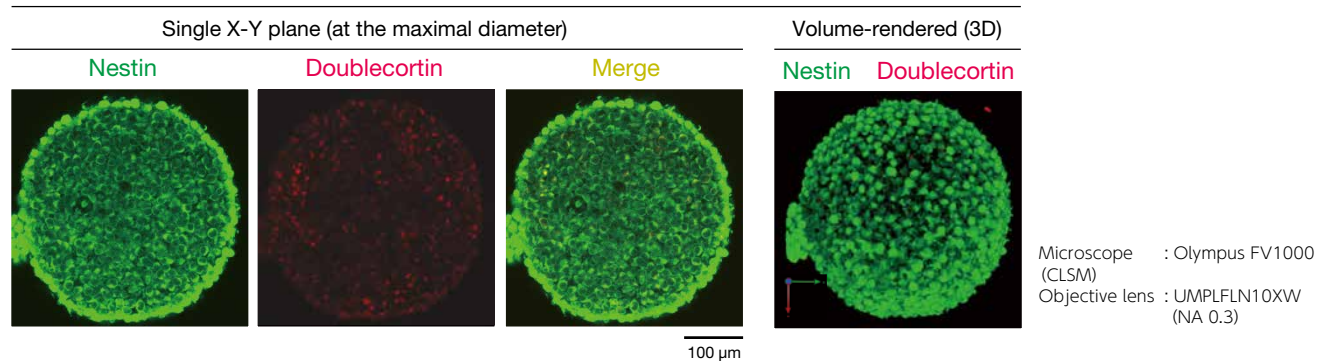 Single X-Y plane (at the maximal diameter)
Volume-rendered (3D)
Nestin
Doublecortin
Merge
Nestin Doublecortin
100 µm
Microscope : Olympus FV1000
(CLSM)
Objective lens : UMPLFLN10XW
(NA 0.3)